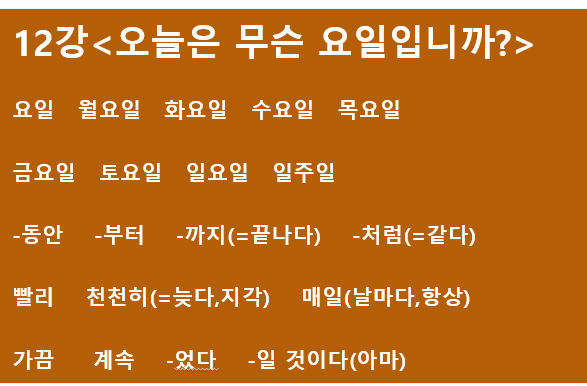 12강<오늘은 무슨 요일입니까?>
요일 월요일 화요일 수요일 목요일
금요일 토요일 일요일 일주일
-동안 -부터 -까지(=끝나다) -처럼(=같다)
빨리 천천히(=늦다,지각) 매일(날마다,항상)
가끔 계속 -었다 -일 것이다(아마)